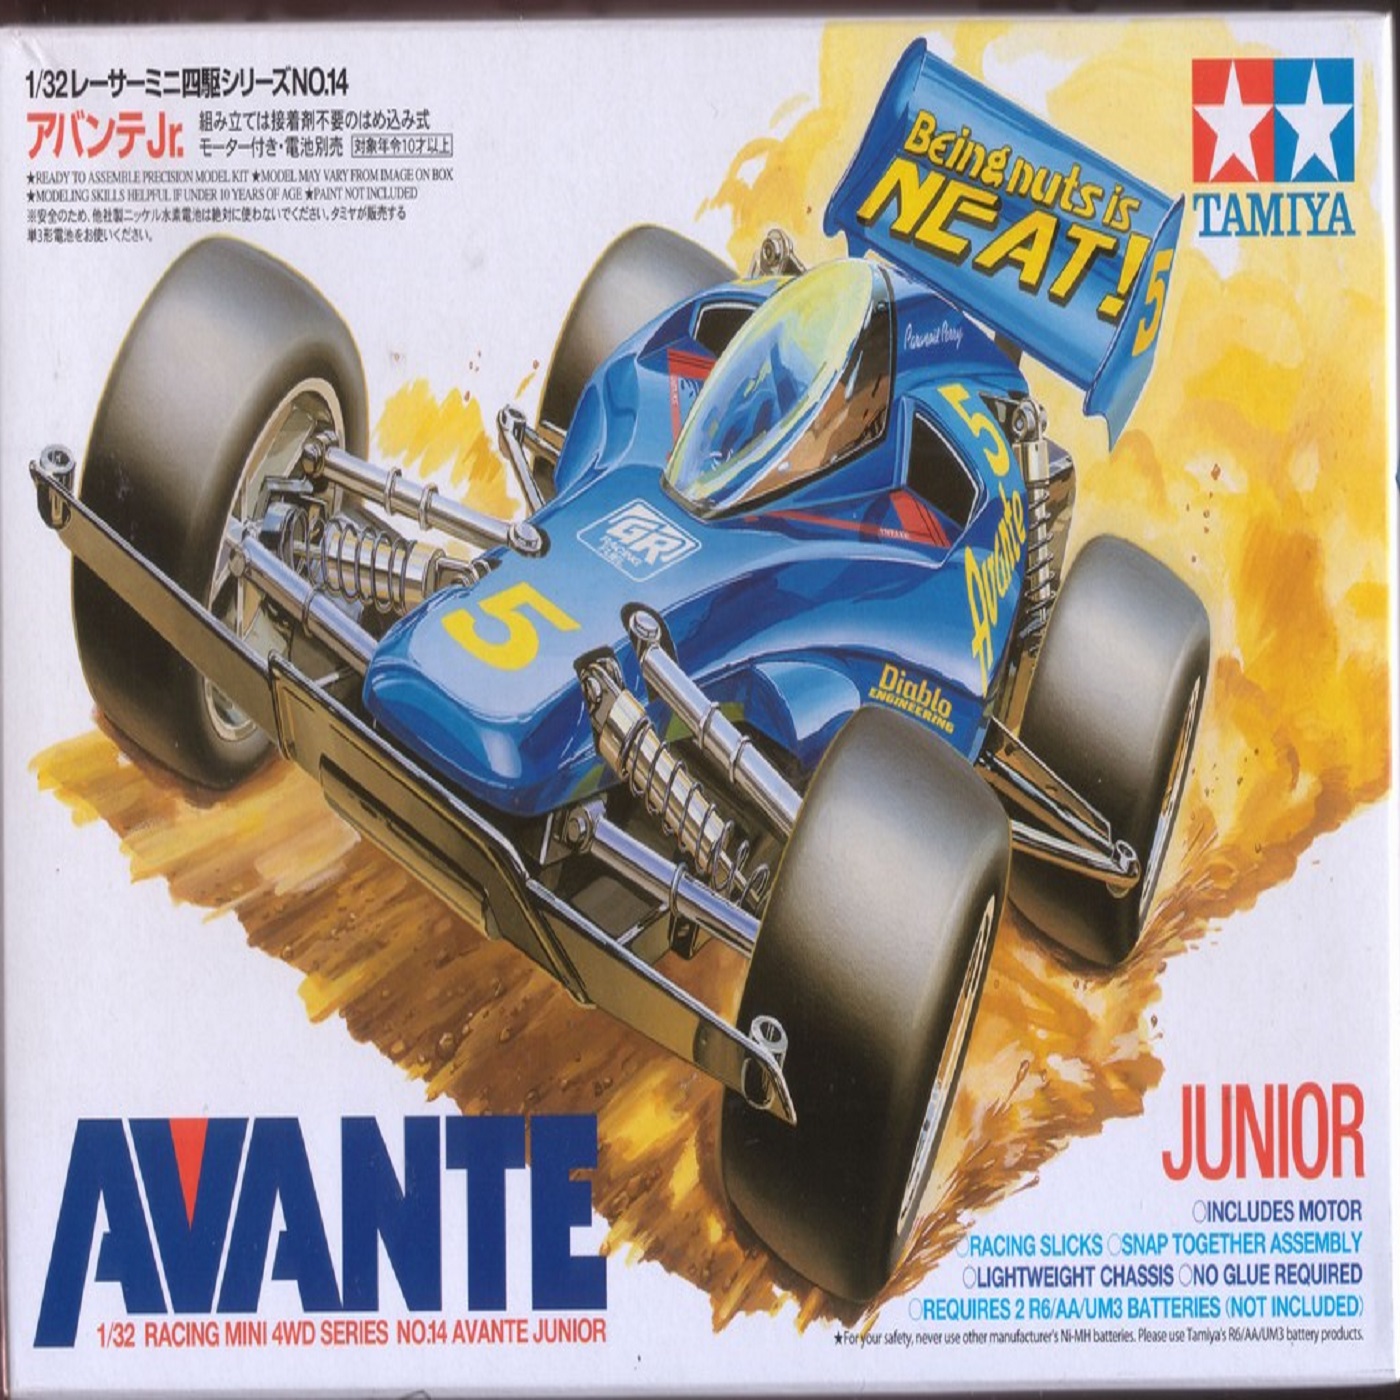 1/32レーサーミニ四駆シリーズNO.14
アバンテJr.
組み立ては接着剤不要のはめ込み式
モーター付き・電池別売 対象年令10才以上
★READY TO ASSEMBLE PRECISION MODEL KIT ★MODEL MAY VARY FROM IMAGE ON BOX
★MODELING SKILLS HELPFUL IF UNDER 10 YEARS OF AGE ★PAINT NOT INCLUDED
※安全のため、他社製ニッケル水素電池は絶対に使わないでください。タミヤが販売する
単3形電池をお使いください。
TAMIYA
Being nuts is
NEAT!
5
Paranoid Perry
5
5
Avante
GR
RACING
FUEL
5
Diablo
ENGINEERING
AVANTE
1/32 RACING MINI 4WD SERIES NO.14 AVANTE JUNIOR
JUNIOR
○INCLUDES MOTOR
○RACING SLICKS ○SNAP TOGETHER ASSEMBLY
○LIGHTWEIGHT CHASSIS ○NO GLUE REQUIRED
○REQUIRES 2 R6/AA/UM3 BATTERIES (NOT INCLUDED)
★For your safety, never use other manufacturer's Ni-MH batteries. Please use Tamiya's R6/AA/UM3 battery products.